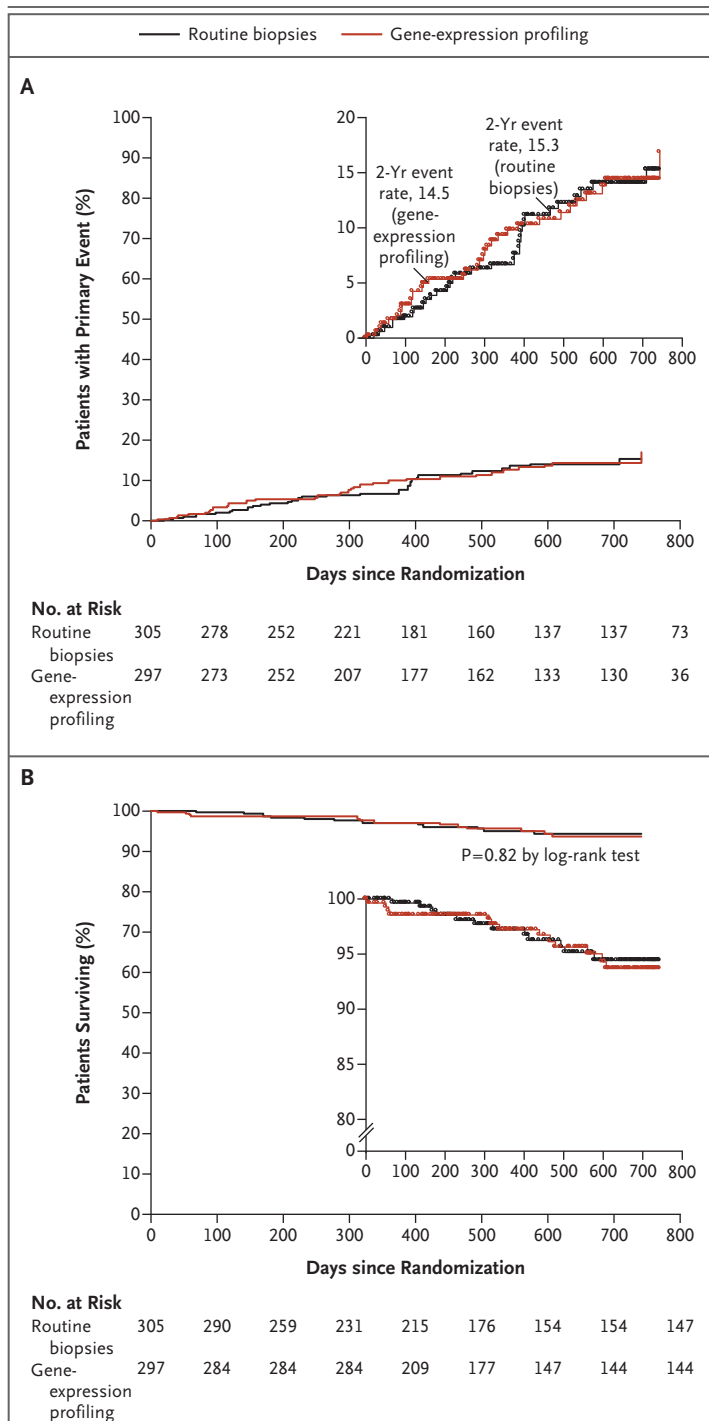 Routine biopsies Gene-expression profiling
A
Patients with Primary Event (%)
100
90
80
70
60
50
40
30
20
10
0
0 100 200 300 400 500 600 700 800
Days since Randomization
20
15
10
5
0
0 100 200 300 400 500 600 700 800
2-Yr event
rate, 14.5
(gene-
expression
profiling)
2-Yr event
rate, 15.3
(routine
biopsies)
No. at Risk
Routine 305 278 252 221 181 160 137 137 73
biopsies
Gene- 297 273 252 207 177 162 133 130 36
expression
profiling
B
Patients Surviving (%)
100
90
80
70
60
50
40
30
20
10
0
0 100 200 300 400 500 600 700 800
Days since Randomization
P=0.82 by log-rank test
100
95
90
85
80
0
0 100 200 300 400 500 600 700 800
No. at Risk
Routine 305 290 259 231 215 176 154 154 147
biopsies
Gene- 297 284 284 284 209 177 147 144 144
expression
profiling